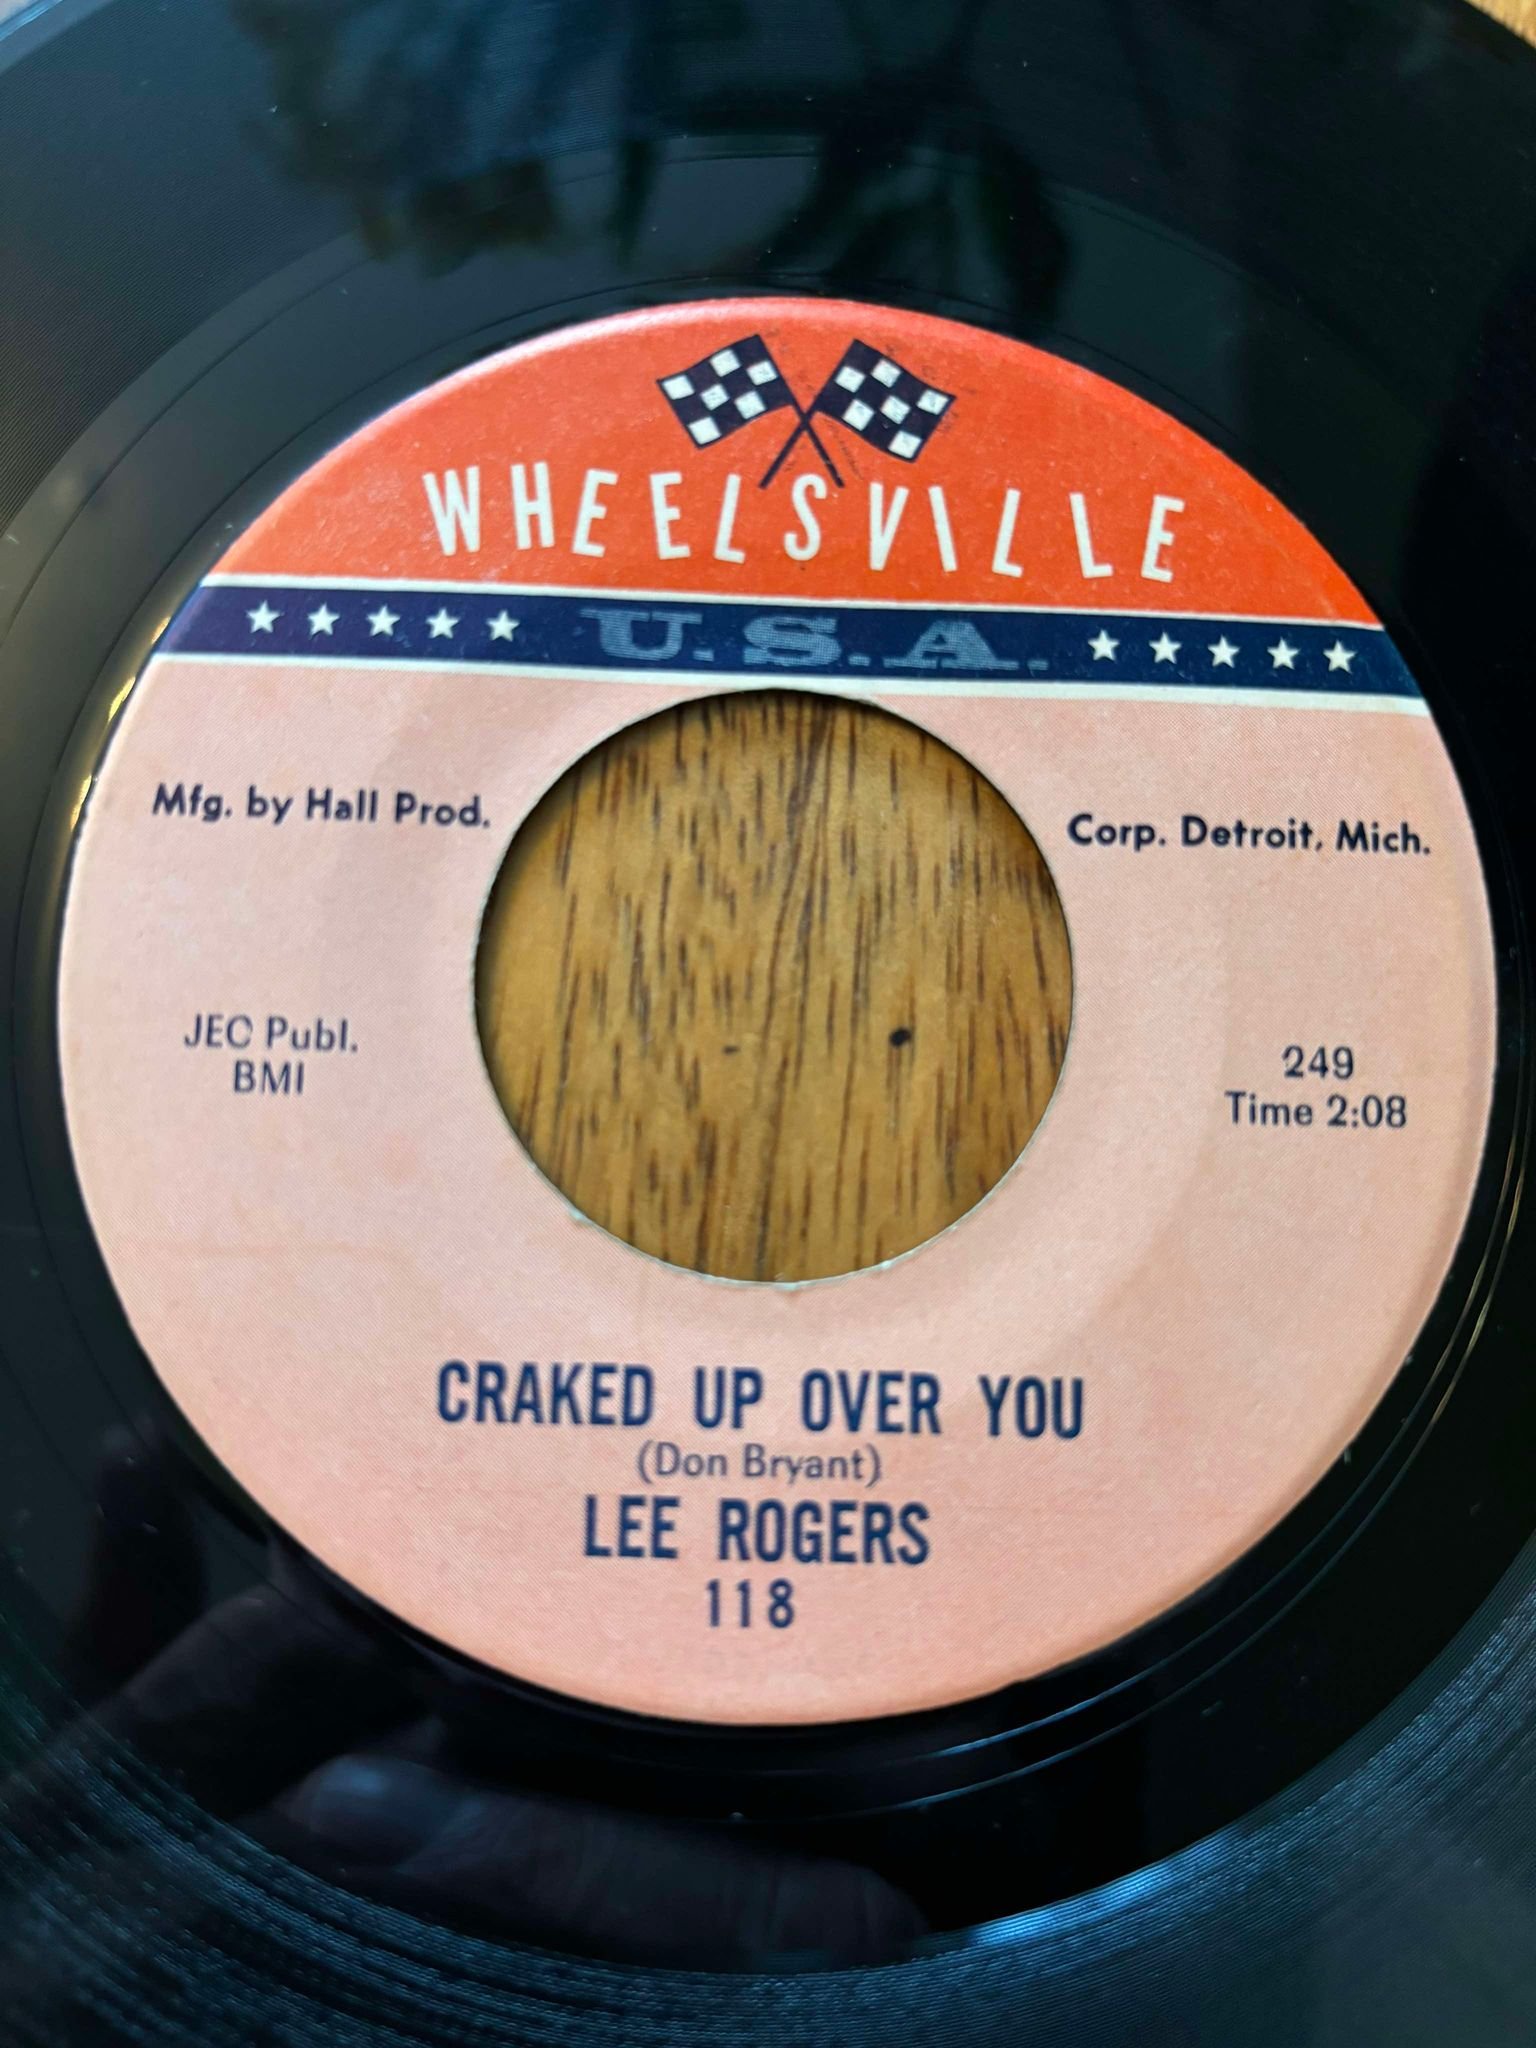 WHEELSVILLE
U.S.A.
Mfg. by Hall Prod.
Corp. Detroit, Mich.
JEC Publ.
BMI
249
Time 2:08
CRAKED UP OVER YOU
(Don Bryant)
LEE ROGERS
118